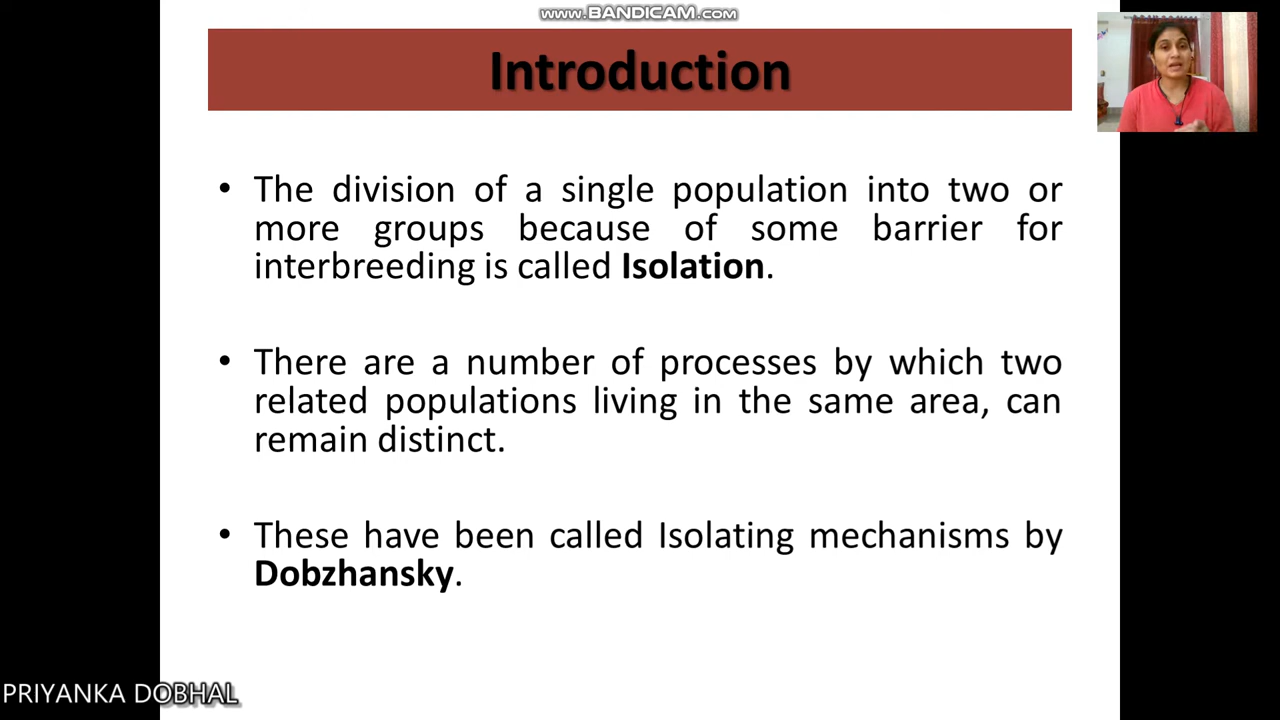 www.BANDICAM.com
Introduction
• The division of a single population into two or
more groups because of some barrier for
interbreeding is called Isolation.
• There are a number of processes by which two
related populations living in the same area, can
remain distinct.
• These have been called Isolating mechanisms by
Dobzhansky.
PRIYANKA DOBHAL